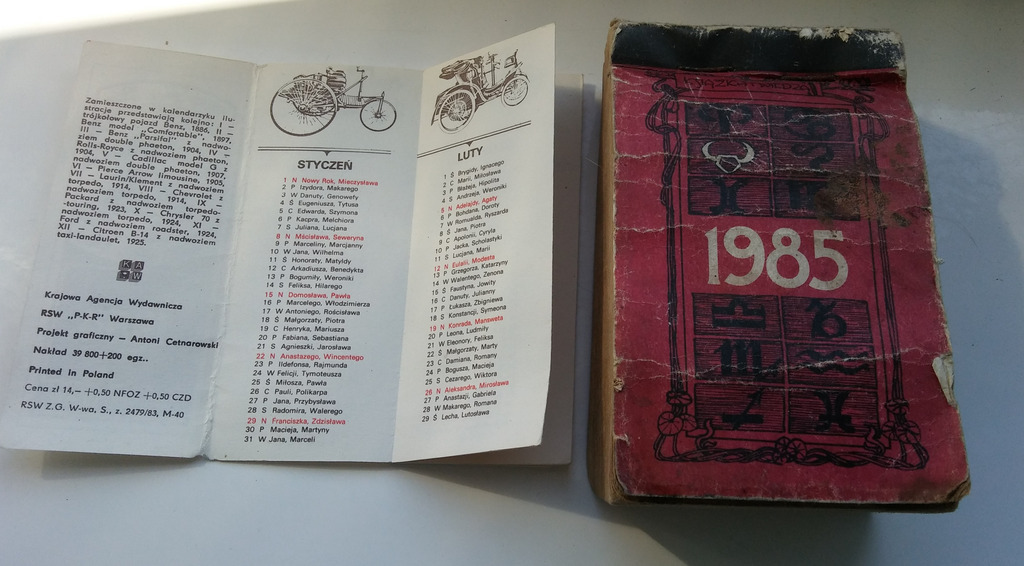 Zamieszczone w kalendarzyku ilu-
stracje przedstawiają kolejno: I —
trójkołowy pojazd Benz, 1886, II —
Benz model „Comfortable", 1897,
III — Benz „Parsifal" z nadwo-
ziem double phaeton, 1904, IV —
Rolls-Royce z nadwoziem phaeton,
1904, V — Cadillac model G z
nadwoziem double phaeton, 1907,
VI — Pierce Arrow limousine, 1905,
VII — Laurin/Klement z nadwoziem
torpedo, 1914, VIII — Chevrolet z
nadwoziem torpedo, 1914, IX —
Packard z nadwoziem torpedo-
-touring, 1923, X — Chrysler 70 z
nadwoziem roadster, 1924, XI —
Ford z nadwoziem torpedo, 1924,
XII — Citroen B-14 z nadwoziem
taxi-landaulet, 1925.
KAW
Krajowa Agencja Wydawnicza
RSW „P-K-R" Warszawa
Projekt graficzny — Antoni Cetnarowski
Nakład 39 800+200 egz..
Printed in Poland
Cena zł 14,— +0,50 NFOZ +0,50 CZD
RSW Z.G. W-wa. S., z. 2479/83, M-40
STYCZEŃ
1 N Nowy Rok, Mieczysława
2 P Izydora, Makarego
3 W Danuty, Genowefy
4 Ś Eugeniusza, Tytusa
5 C Edwarda, Szymona
6 P Kacpra, Melchiora
7 S Juliana, Lucjana
8 N Mścisława, Seweryna
9 P Marceliny, Marcjanny
10 W Jana, Wilhelma
11 Ś Honoraty, Matyldy
12 C Arkadiusza, Benedykta
13 P Bogumiły, Weroniki
14 S Feliksa, Hilarego
15 N Domosława, Pawła
16 P Marcelego, Włodzimierza
17 W Antoniego, Rościsława
18 Ś Małgorzaty, Piotra
19 C Henryka, Mariusza
20 P Fabiana, Sebastiana
21 S Agnieszki, Jarosława
22 N Anastazego, Wincentego
23 P Ildefonsa, Rajmunda
24 W Felicji, Tymoteusza
25 Ś Miłosza, Pawła
26 C Pauli, Polikarpa
27 P Jana, Przybysława
28 S Radomira, Walerego
29 N Franciszka, Zdzisława
30 P Macieja, Martyny
31 W Jana, Marceli
LUTY
1 Ś Brygidy, Ignacego
2 C Marii, Miłosława
3 P Błażeja, Hipolita
4 S Andrzeja, Weroniki
5 N Adelajdy, Agaty
6 P Bohdana, Doroty
7 W Romualda, Ryszarda
8 Ś Jana, Piotra
9 C Apolonii, Cyryla
10 P Jacka, Scholastyki
11 S Lucjana, Marii
12 N Eulalii, Modesta
13 P Grzegorza, Katarzyny
14 W Walentego, Zenona
15 Ś Faustyna, Jowity
16 C Danuty, Julianny
17 P Łukasza, Zbigniewa
18 S Konstancji, Symeona
19 N Konrada, Mansweta
20 P Leona, Ludmiły
21 W Eleonory, Feliksa
22 Ś Małgorzaty, Marty
23 C Damiana, Romany
24 P Bogusza, Macieja
25 S Cezarego, Wiktora
26 N Aleksandra, Mirosława
27 P Anastazji, Gabriela
28 W Makarego, Romana
29 Ś Lecha, Lutosława
1985